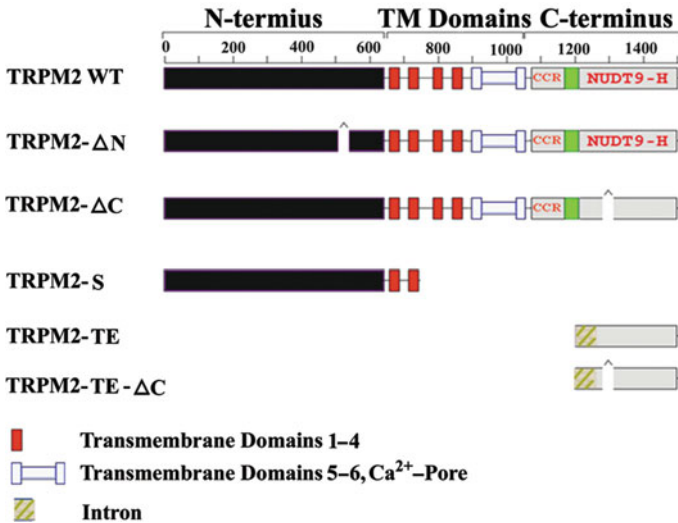 N-termius TM Domains C-terminus
0 200 400 600 800 1000 1200 1400
TRPM2 WT CCR NUDT9-H
TRPM2-ΔN CCR NUDT9-H
TRPM2-ΔC CCR
TRPM2-S
TRPM2-TE
TRPM2-TE-ΔC
Transmembrane Domains 1-4
Transmembrane Domains 5-6, Ca²⁺-Pore
Intron